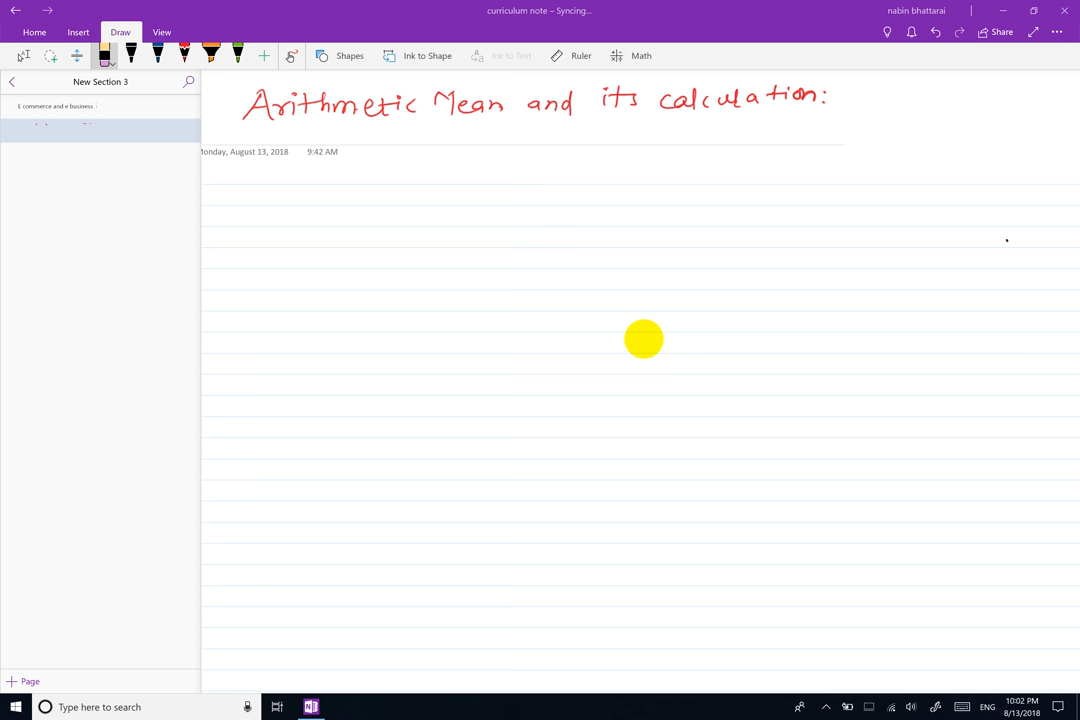 curriculum note – Syncing...
nabin bhattarai
Home Insert Draw View
Share
Shapes Ink to Shape Ink to Text Ruler Math
New Section 3
E commerce and e business
Arithmetic Mean and its calculation:
Monday, August 13, 2018 9:42 AM
Page
Type here to search
ENG
10:02 PM
8/13/2018